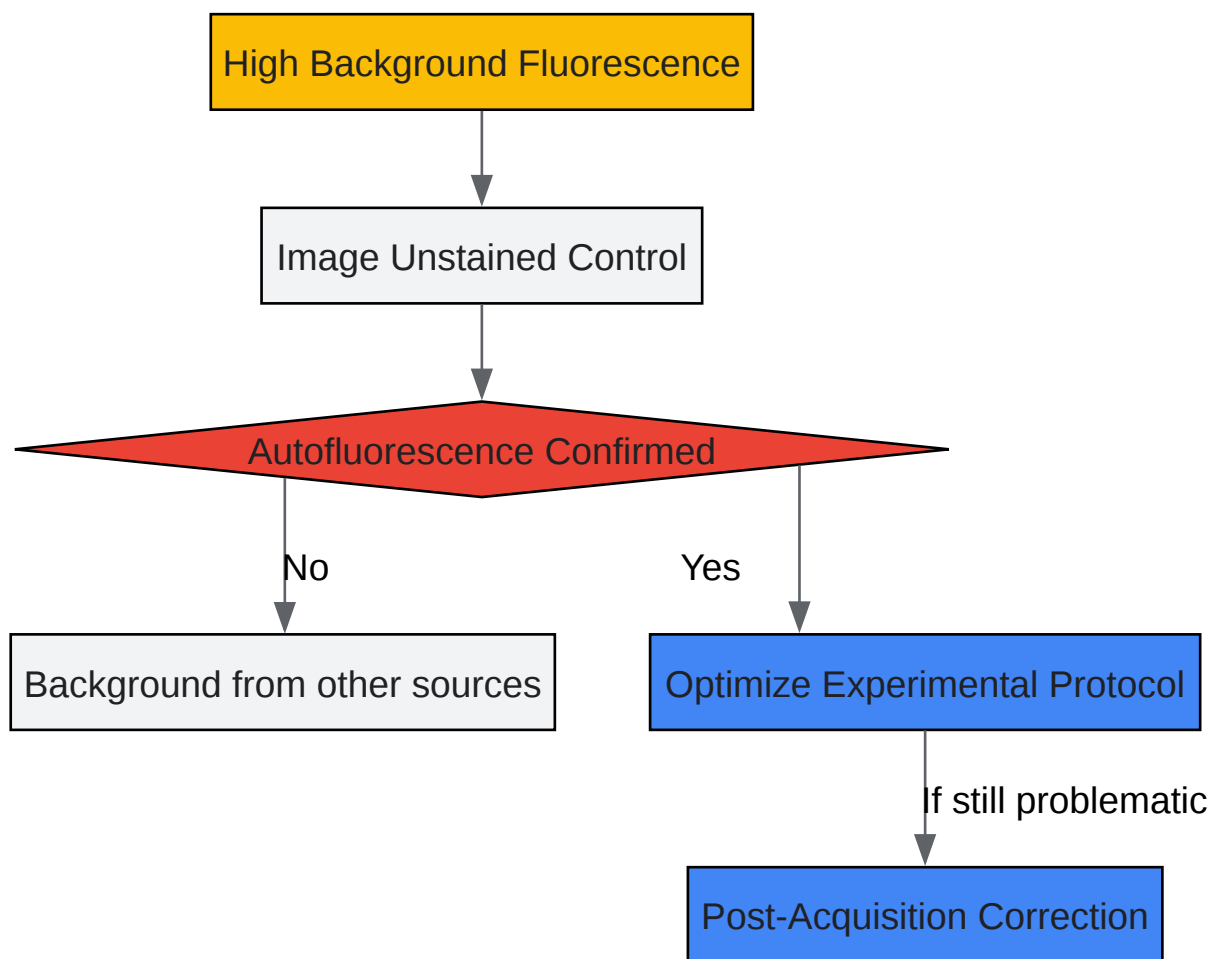 High Background Fluorescence
Image Unstained Control
Autofluorescence Confirmed
No
Yes
Background from other sources
Optimize Experimental Protocol
If still problematic
Post-Acquisition Correction